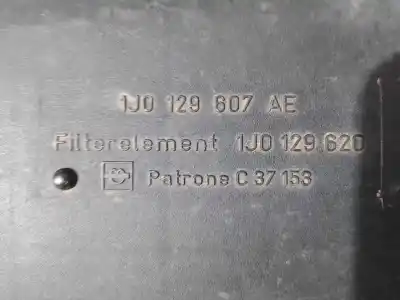 1J0 129 607 AE
Filterelement 1J0 129 620
Patrone C 37 153